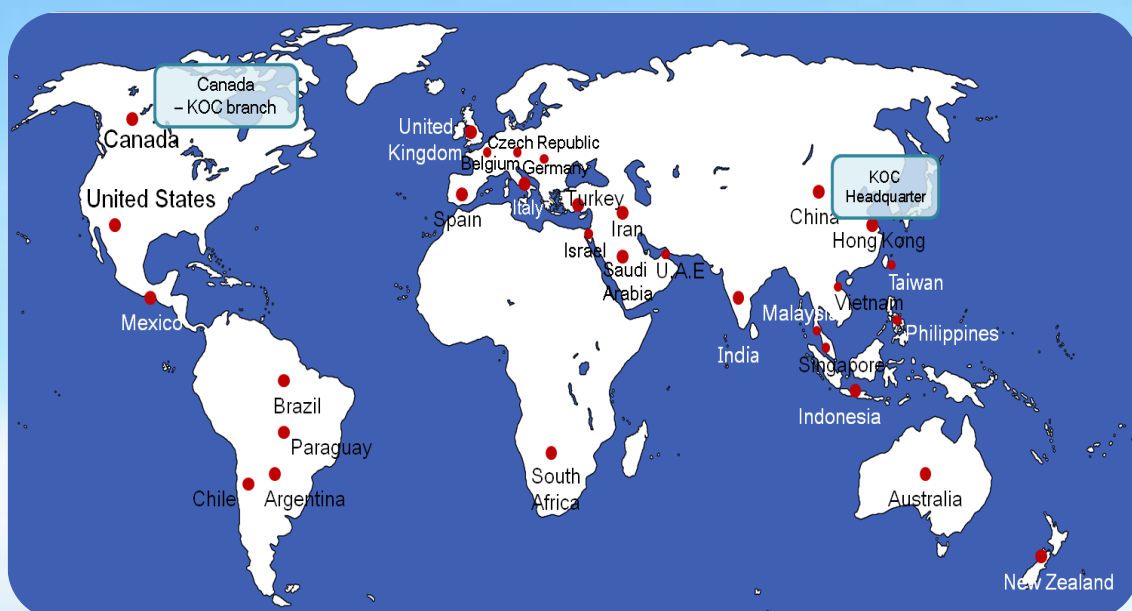 Canada
– KOC branch
Canada
United
Kingdom
Czech Republic
Belgium
Germany
United States
Spain
Italy
Turkey
Iran
Israel
Saudi
Arabia
U.A.E
KOC
Headquarter
China
Hong Kong
Taiwan
Vietnam
Malaysia
Philippines
India
Singapore
Indonesia
Mexico
Brazil
Paraguay
Chile
Argentina
South
Africa
Australia
New Zealand